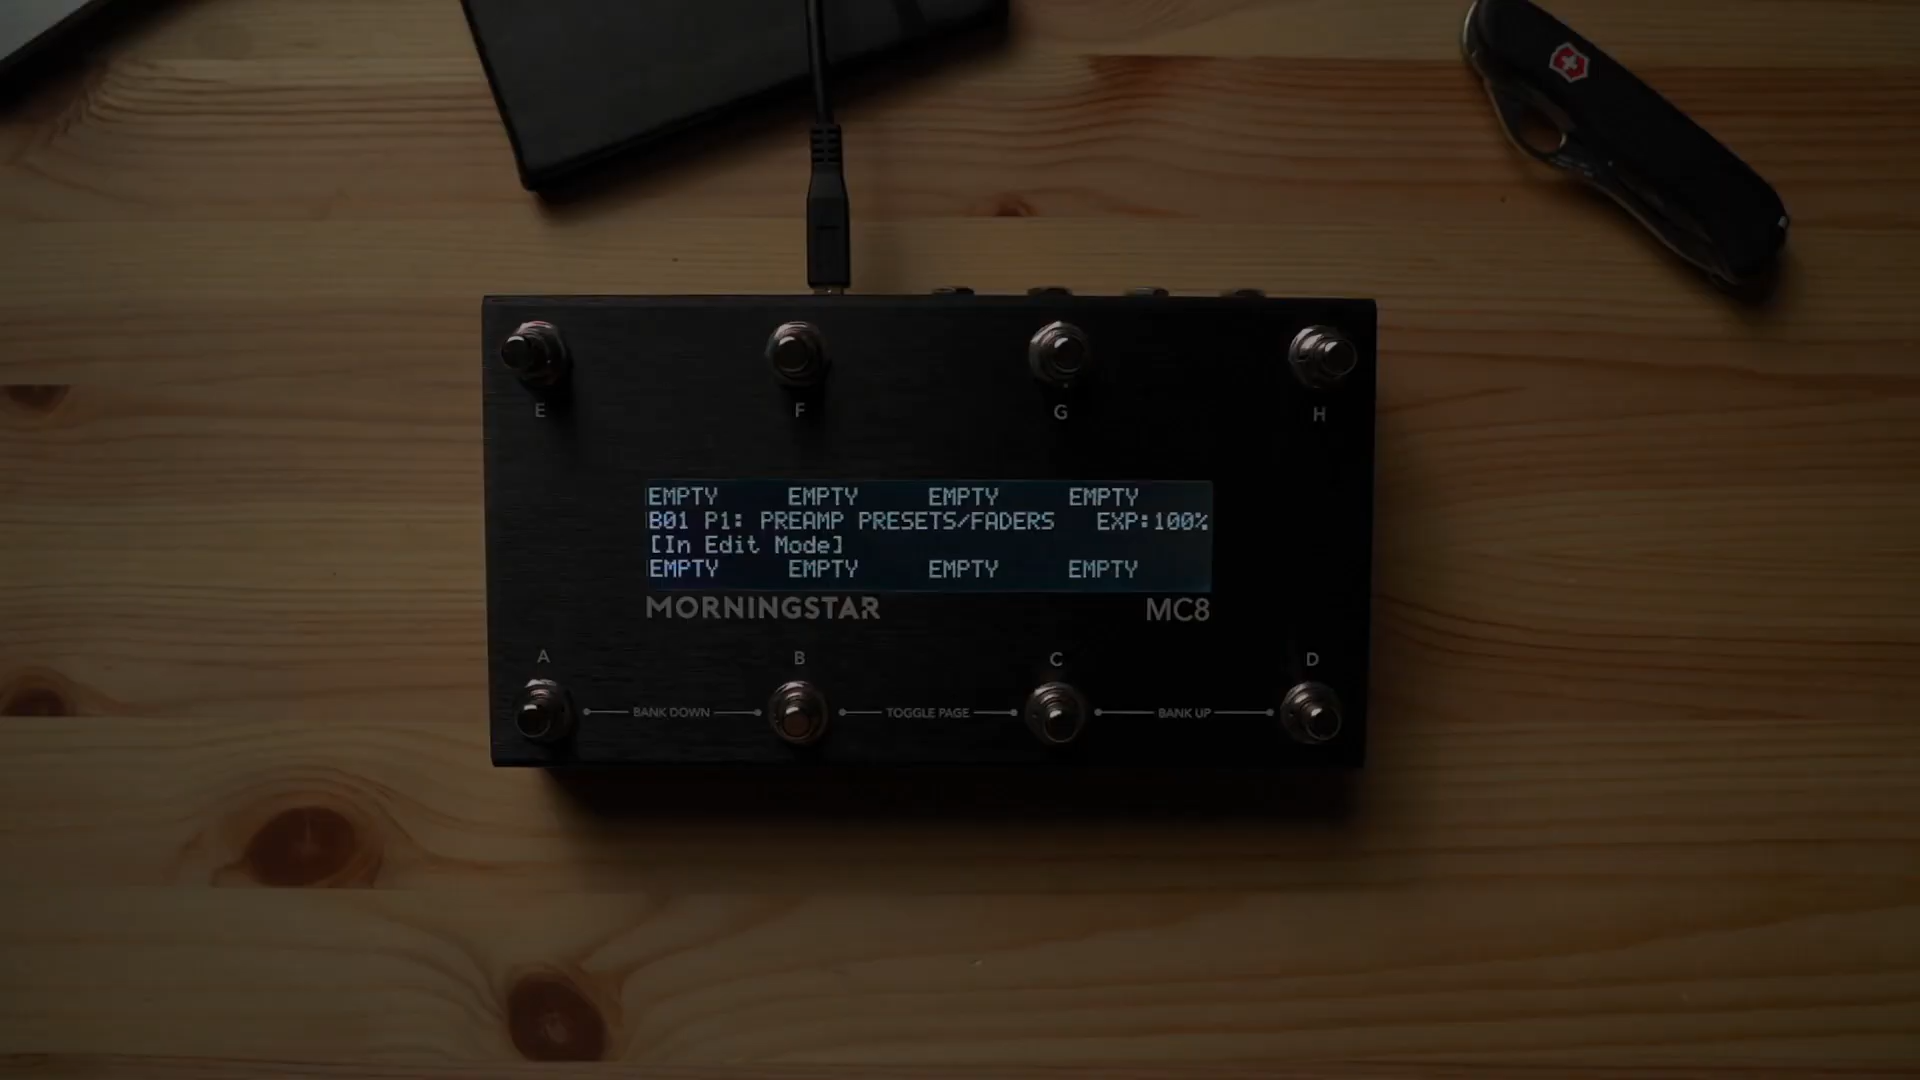 E F G H
EMPTY EMPTY EMPTY EMPTY
B01 P1: PREAMP PRESETS/FADERS EXP:100%
[In Edit Mode]
EMPTY EMPTY EMPTY EMPTY
MORNINGSTAR MC8
A B C D
BANK DOWN TOGGLE PAGE BANK UP